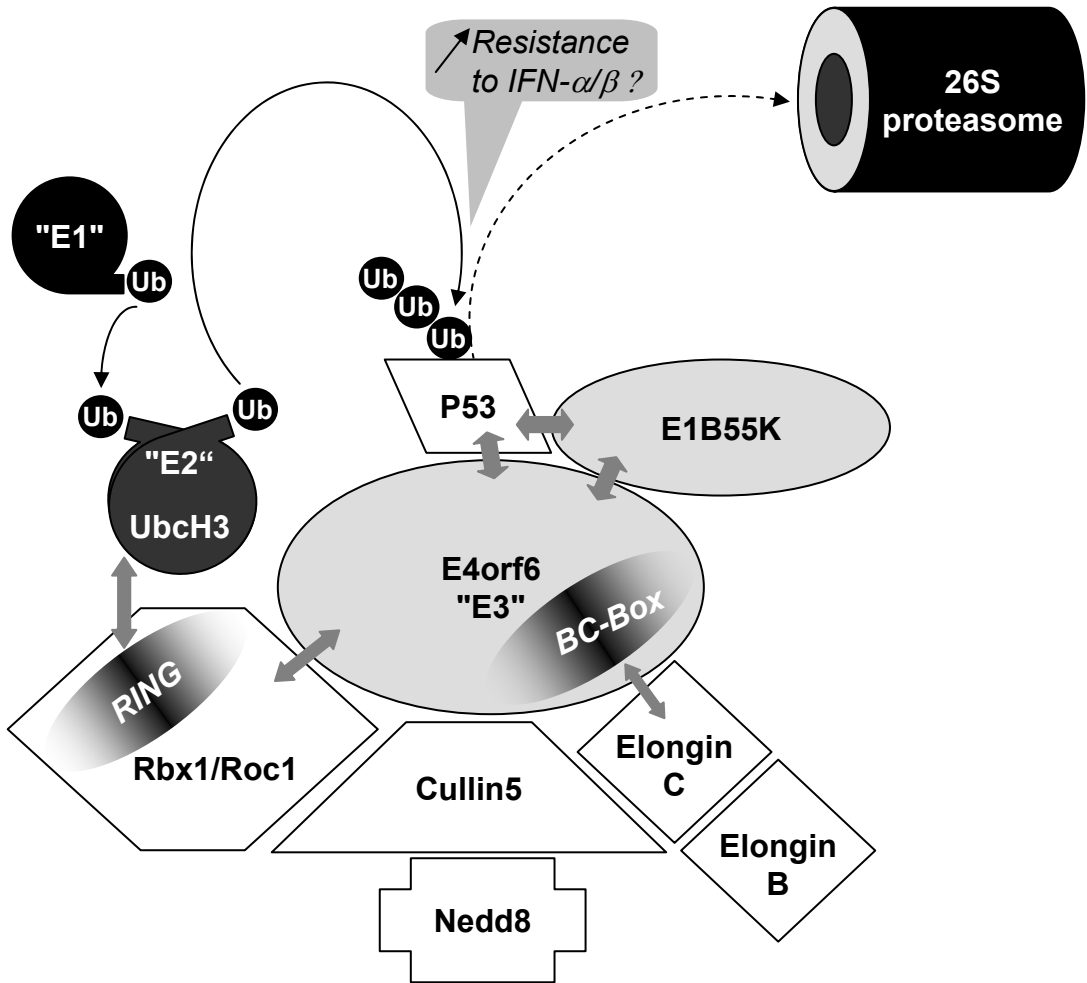 Resistance
to IFN-α/β ?
26S
proteasome
"E1"
Ub
Ub
Ub
Ub
Ub
Ub
"E2“
UbcH3
P53
E1B55K
E4orf6
"E3"
BC-Box
RING
Rbx1/Roc1
Cullin5
Elongin
C
Elongin
B
Nedd8